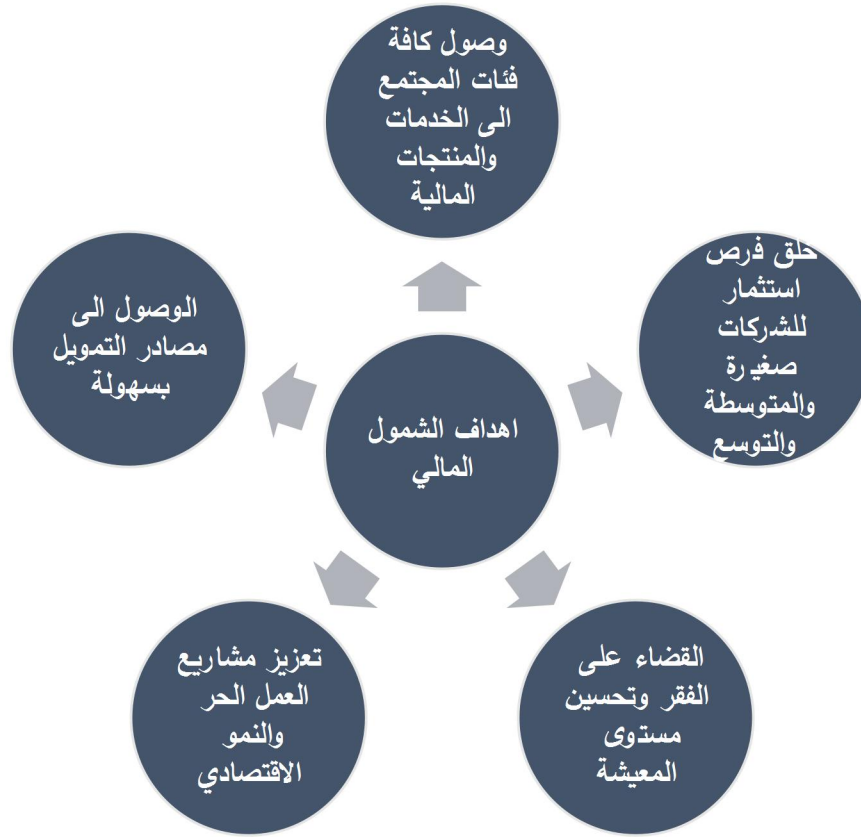 وصول كافة
فئات المجتمع
الى الخدمات
والمنتجات
المالية
خلق فرص
استثمار
للشركات
صغيرة
والمتوسطة
والتوسع
الوصول الى
مصادر التمويل
بسهولة
اهداف الشمول
المالي
القضاء على
الفقر وتحسين
مستوى
المعيشة
تعزيز مشاريع
العمل الحر
والنمو
الاقتصادي